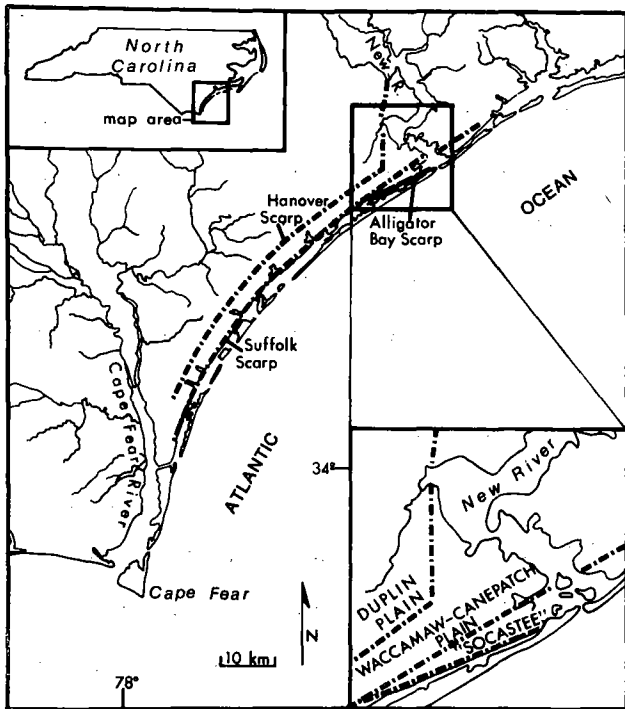 North
Carolina
map area
New R.
OCEAN
Hanover
Scarp
Alligator
Bay Scarp
Suffolk
Scarp
Cape Fear River
ATLANTIC
34°
Cape Fear
N
10 km
78°
New River
DUPLIN
PLAIN
WACCAMAW-CANEPATCH
PLAIN
"SOCASTEE"